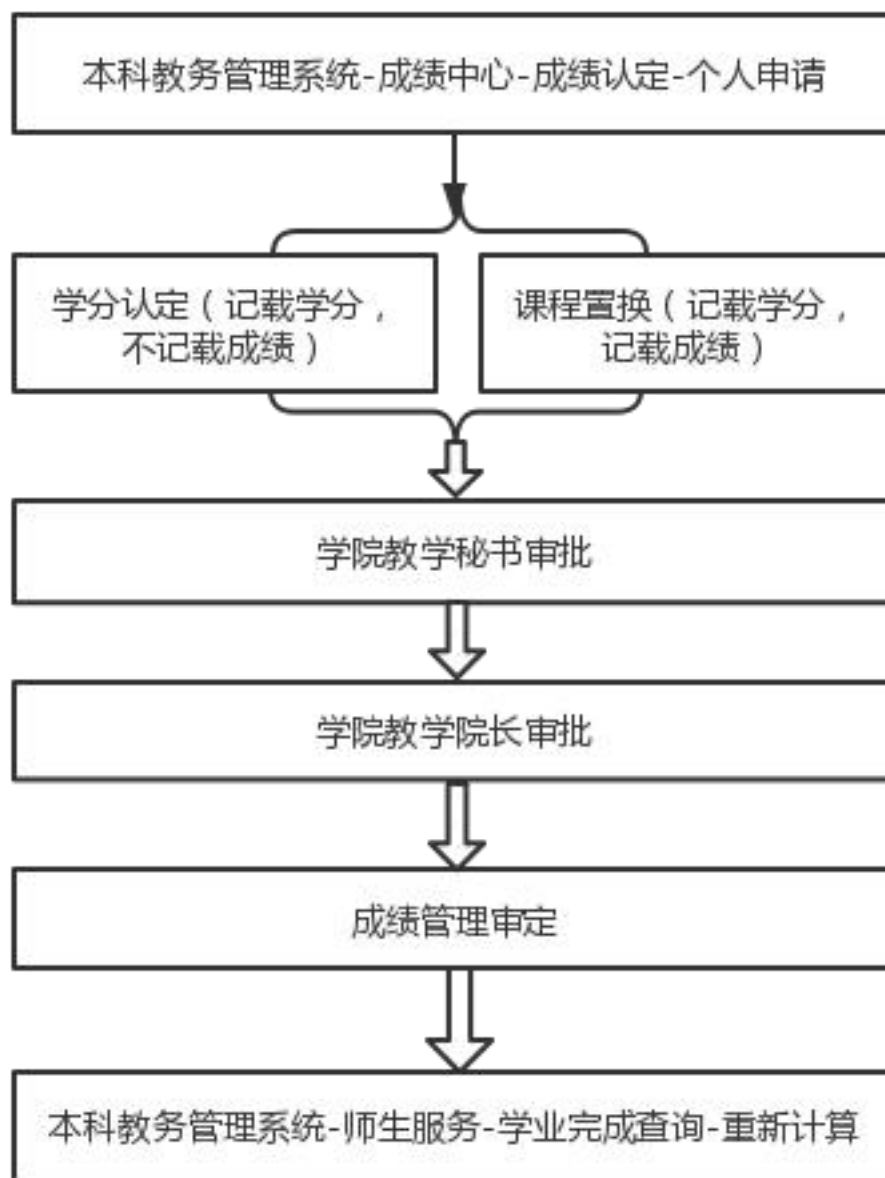 本科教务管理系统-成绩中心-成绩认定-个人申请
学分认定（记载学分，
不记载成绩）
课程置换（记载学分，
记载成绩）
学院教学秘书审批
学院教学院长审批
成绩管理审定
本科教务管理系统-师生服务-学业完成查询-重新计算